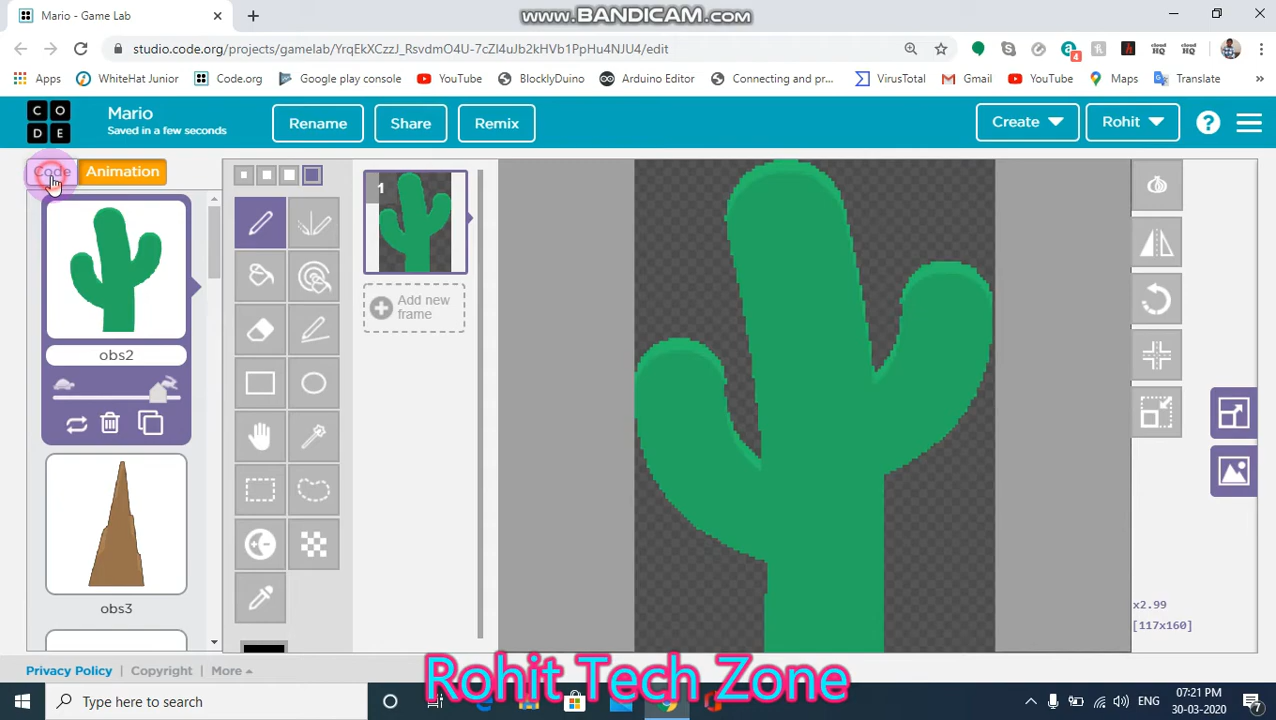 Mario - Game Lab
www.BANDICAM.com
studio.code.org/projects/gamelab/YrqEkXCzzJ_RsvdmO4U-7cZl4uJb2kHVb1PpHu4NJU4/edit
Apps
WhiteHat Junior
Code.org
Google play console
YouTube
BlocklyDuino
Arduino Editor
Connecting and pr...
VirusTotal
Gmail
YouTube
Maps
Translate
»
CODE
Mario
Saved in a few seconds
Rename
Share
Remix
Create
Rohit
?
Code
Animation
1
obs2
Add new
frame
obs3
x2.99
[117x160]
Privacy Policy
Copyright
More
Rohit Tech Zone
Type here to search
ENG
07:21 PM
30-03-2020